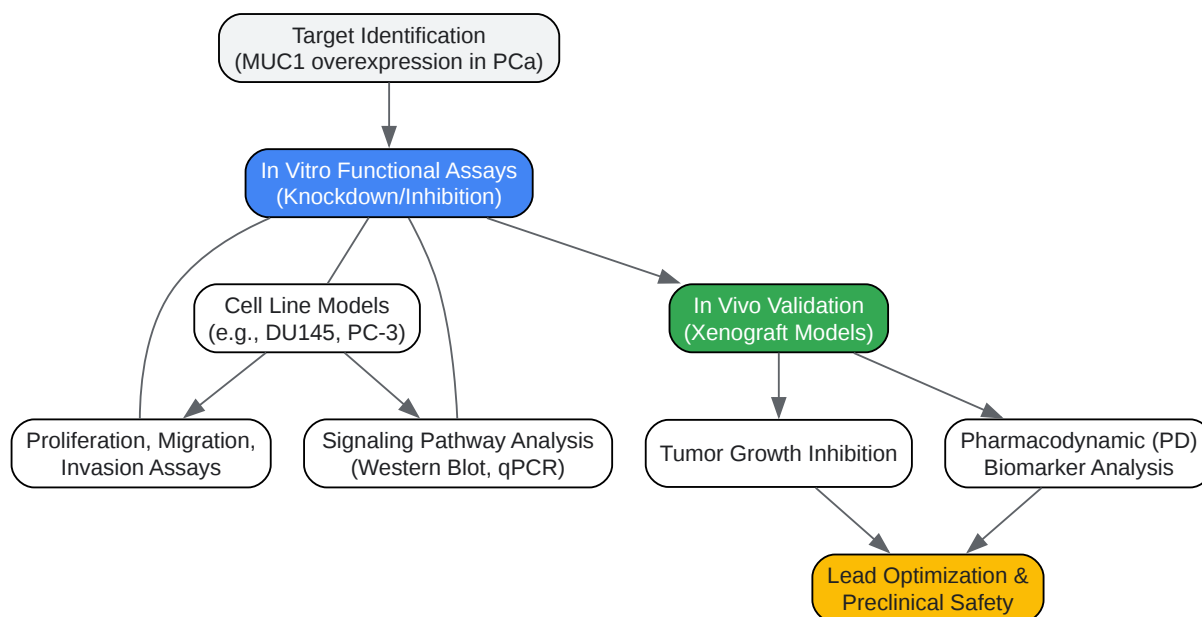 Target Identification
(MUC1 overexpression in PCa)
In Vitro Functional Assays
(Knockdown/Inhibition)
Cell Line Models
(e.g., DU145, PC-3)
In Vivo Validation
(Xenograft Models)
Proliferation, Migration,
Invasion Assays
Signaling Pathway Analysis
(Western Blot, qPCR)
Tumor Growth Inhibition
Pharmacodynamic (PD)
Biomarker Analysis
Lead Optimization &
Preclinical Safety